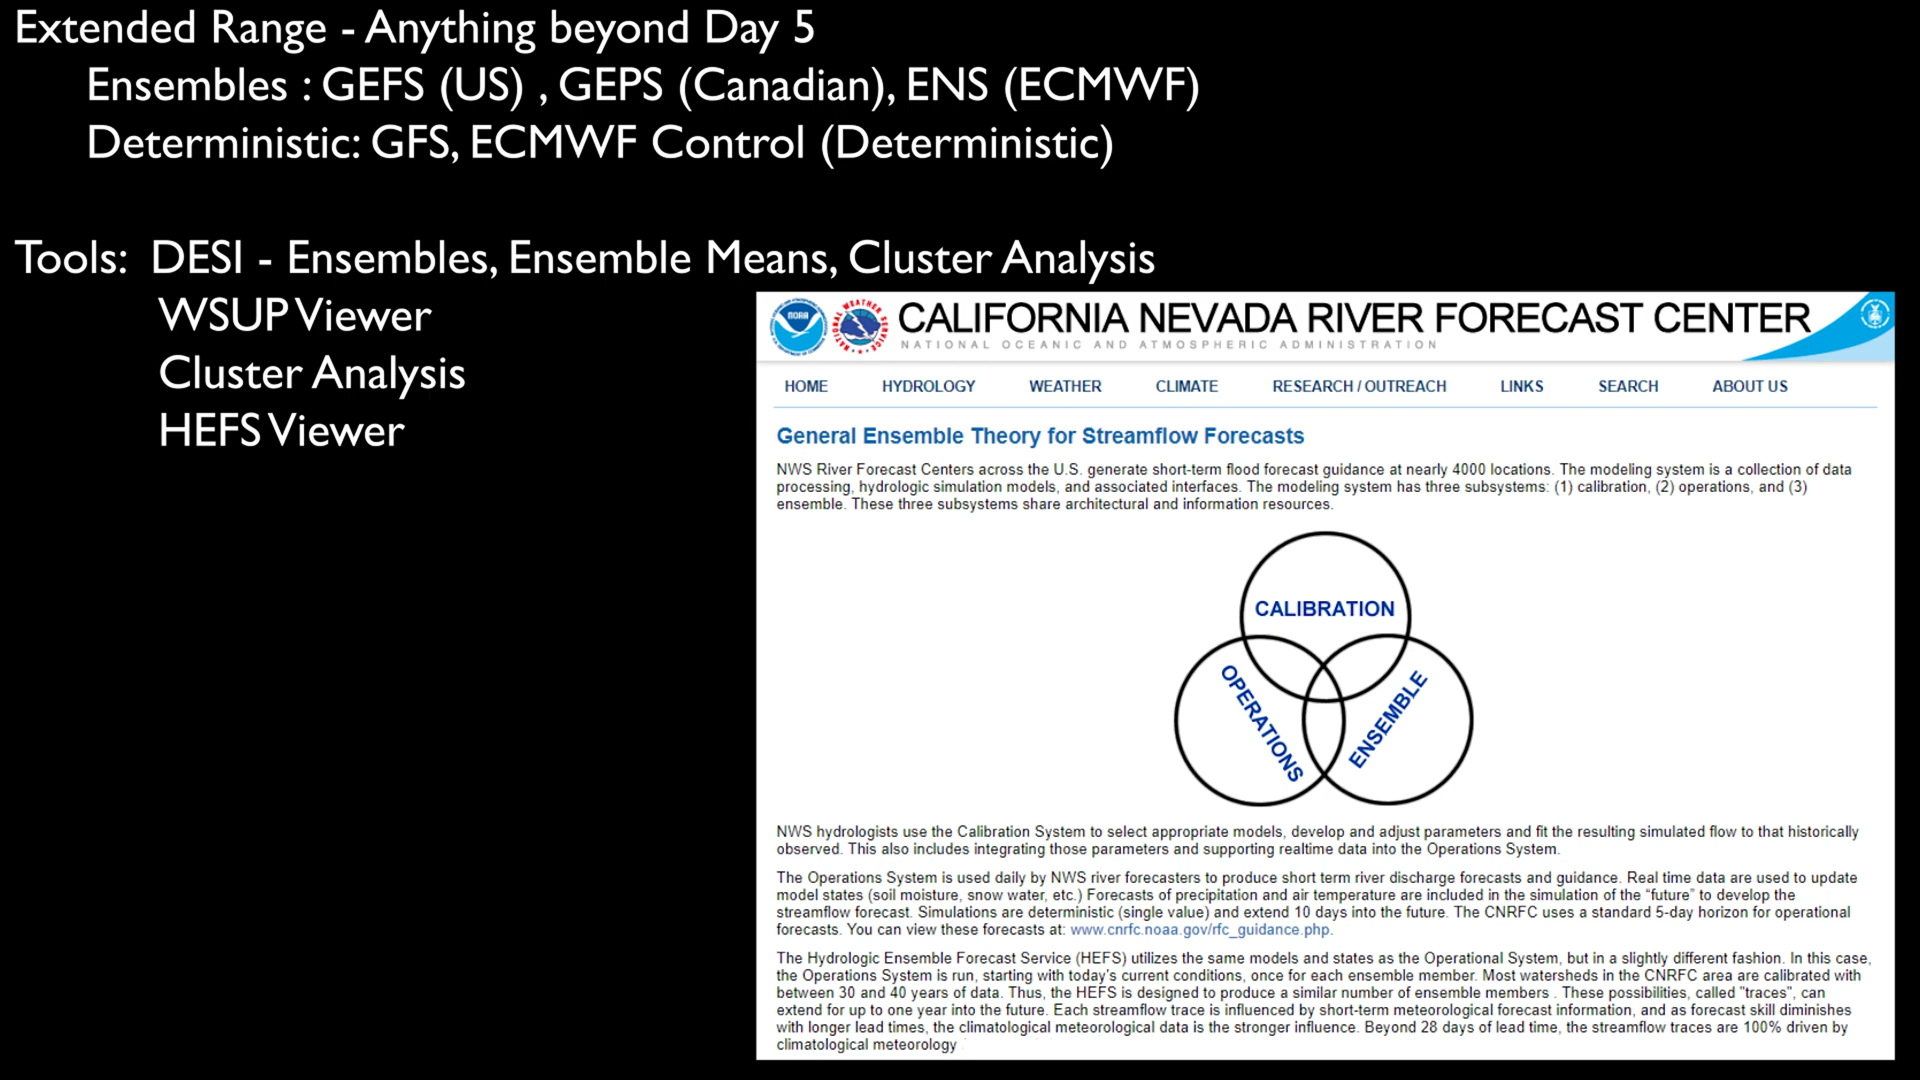 Extended Range - Anything beyond Day 5
Ensembles : GEFS (US) , GEPS (Canadian), ENS (ECMWF)
Deterministic: GFS, ECMWF Control (Deterministic)
Tools: DESI - Ensembles, Ensemble Means, Cluster Analysis
WSUP Viewer
Cluster Analysis
HEFS Viewer
NOAA
CALIFORNIA NEVADA RIVER FORECAST CENTER
NATIONAL OCEANIC AND ATMOSPHERIC ADMINISTRATION
HOME HYDROLOGY WEATHER CLIMATE RESEARCH / OUTREACH LINKS SEARCH ABOUT US
General Ensemble Theory for Streamflow Forecasts
NWS River Forecast Centers across the U.S. generate short-term flood forecast guidance at nearly 4000 locations. The modeling system is a collection of data
processing, hydrologic simulation models, and associated interfaces. The modeling system has three subsystems: (1) calibration, (2) operations, and (3)
ensemble. These three subsystems share architectural and information resources.
CALIBRATION
OPERATIONS
ENSEMBLE
NWS hydrologists use the Calibration System to select appropriate models, develop and adjust parameters and fit the resulting simulated flow to that historically
observed. This also includes integrating those parameters and supporting realtime data into the Operations System.
The Operations System is used daily by NWS river forecasters to produce short term river discharge forecasts and guidance. Real time data are used to update
model states (soil moisture, snow water, etc.) Forecasts of precipitation and air temperature are included in the simulation of the “future” to develop the
streamflow forecast. Simulations are deterministic (single value) and extend 10 days into the future. The CNRFC uses a standard 5-day horizon for operational
forecasts. You can view these forecasts at: www.cnrfc.noaa.gov/rfc_guidance.php.
The Hydrologic Ensemble Forecast Service (HEFS) utilizes the same models and states as the Operational System, but in a slightly different fashion. In this case,
the Operations System is run, starting with today's current conditions, once for each ensemble member. Most watersheds in the CNRFC area are calibrated with
between 30 and 40 years of data. Thus, the HEFS is designed to produce a similar number of ensemble members . These possibilities, called "traces", can
extend for up to one year into the future. Each streamflow trace is influenced by short-term meteorological forecast information, and as forecast skill diminishes
with longer lead times, the climatological meteorological data is the stronger influence. Beyond 28 days of lead time, the streamflow traces are 100% driven by
climatological meteorology